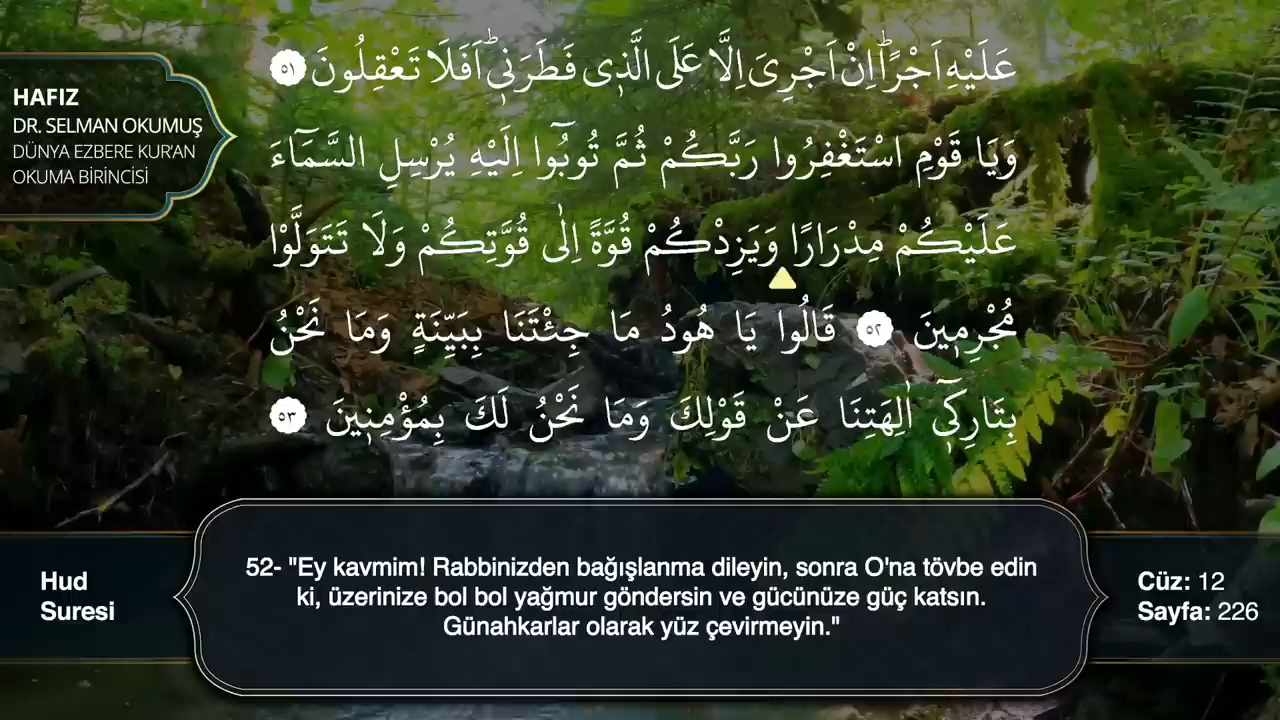 عَلَيْهِ اَجْرًاۜ اِنْ اَجْرِىَ اِلَّا عَلَى الَّذٖى فَطَرَنٖىۜ اَفَلَا تَعْقِلُونَ ﴿٥١﴾
وَيَا قَوْمِ اسْتَغْفِرُوا رَبَّكُمْ ثُمَّ تُوبُٓوا اِلَيْهِ يُرْسِلِ السَّمَٓاءَ
عَلَيْكُمْ مِدْرَارًا وَيَزِدْكُمْ قُوَّةً اِلٰى قُوَّتِكُمْ وَلَا تَتَوَلَّوْا
مُجْرِمٖينَ ﴿٥٢﴾ قَالُوا يَا هُودُ مَا جِئْتَنَا بِبَيِّنَةٍ وَمَا نَحْنُ
بِتَارِكٖٓى اٰلِهَتِنَا عَنْ قَوْلِكَ وَمَا نَحْنُ لَكَ بِمُؤْمِنٖينَ ﴿٥٣﴾
HAFIZ
DR. SELMAN OKUMUŞ
DÜNYA EZBERE KUR'AN
OKUMA BİRİNCİSİ
Hud
Suresi
52- "Ey kavmim! Rabbinizden bağışlanma dileyin, sonra O'na tövbe edin
ki, üzerinize bol bol yağmur göndersin ve gücünüze güç katsın.
Günahkarlar olarak yüz çevirmeyin."
Cüz: 12
Sayfa: 226